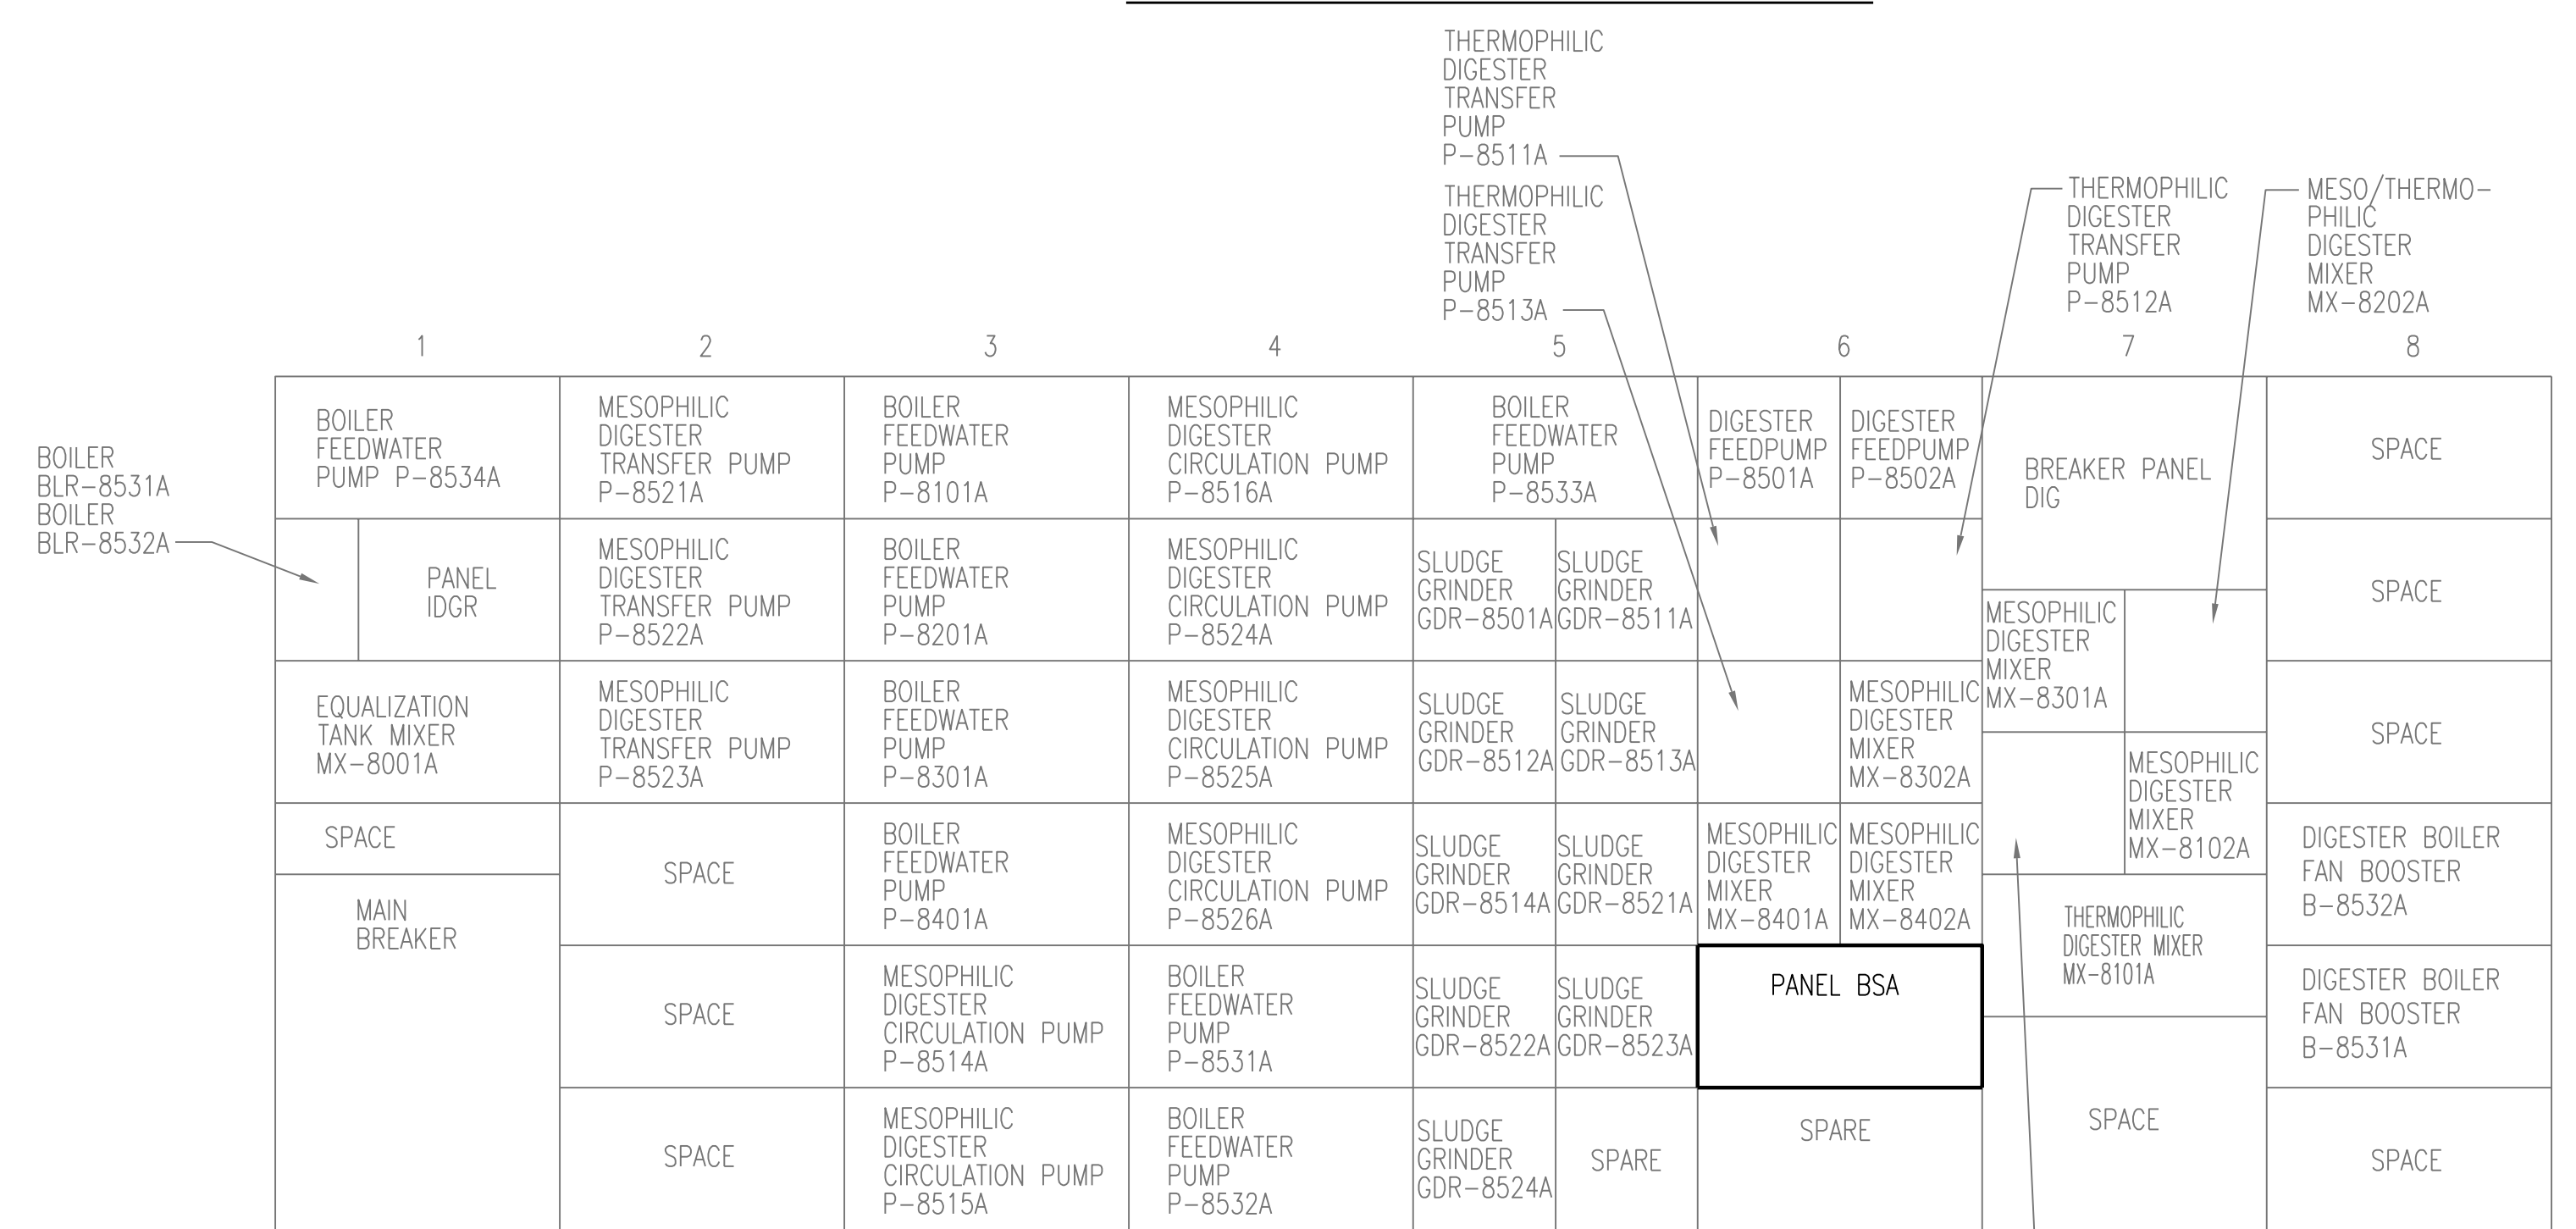 THERMOPHILIC
DIGESTER
TRANSFER
PUMP
P-8511A
THERMOPHILIC
DIGESTER
TRANSFER
PUMP
P-8513A
THERMOPHILIC
DIGESTER
TRANSFER
PUMP
P-8512A
MESO/THERMO-
PHILIC
DIGESTER
MIXER
MX-8202A
1
2
3
4
5
6
7
8
BOILER
BLR-8531A
BOILER
BLR-8532A
BOILER
FEEDWATER
PUMP P-8534A
PANEL
IDGR
EQUALIZATION
TANK MIXER
MX-8001A
SPACE
MAIN
BREAKER
MESOPHILIC
DIGESTER
TRANSFER PUMP
P-8521A
MESOPHILIC
DIGESTER
TRANSFER PUMP
P-8522A
MESOPHILIC
DIGESTER
TRANSFER PUMP
P-8523A
SPACE
SPACE
SPACE
BOILER
FEEDWATER
PUMP
P-8101A
BOILER
FEEDWATER
PUMP
P-8201A
BOILER
FEEDWATER
PUMP
P-8301A
BOILER
FEEDWATER
PUMP
P-8401A
MESOPHILIC
DIGESTER
CIRCULATION PUMP
P-8514A
MESOPHILIC
DIGESTER
CIRCULATION PUMP
P-8515A
MESOPHILIC
DIGESTER
CIRCULATION PUMP
P-8516A
MESOPHILIC
DIGESTER
CIRCULATION PUMP
P-8524A
MESOPHILIC
DIGESTER
CIRCULATION PUMP
P-8525A
MESOPHILIC
DIGESTER
CIRCULATION PUMP
P-8526A
BOILER
FEEDWATER
PUMP
P-8531A
BOILER
FEEDWATER
PUMP
P-8532A
BOILER
FEEDWATER
PUMP
P-8533A
SLUDGE
GRINDER
GDR-8501A
SLUDGE
GRINDER
GDR-8511A
SLUDGE
GRINDER
GDR-8512A
SLUDGE
GRINDER
GDR-8513A
SLUDGE
GRINDER
GDR-8514A
SLUDGE
GRINDER
GDR-8521A
SLUDGE
GRINDER
GDR-8522A
SLUDGE
GRINDER
GDR-8523A
SLUDGE
GRINDER
GDR-8524A
SPARE
DIGESTER
FEEDPUMP
P-8501A
DIGESTER
FEEDPUMP
P-8502A
MESOPHILIC
DIGESTER
MIXER
MX-8302A
MESOPHILIC
DIGESTER
MIXER
MX-8401A
MESOPHILIC
DIGESTER
MIXER
MX-8402A
PANEL BSA
SPARE
BREAKER PANEL
DIG
MESOPHILIC
DIGESTER
MIXER
MX-8301A
MESOPHILIC
DIGESTER
MIXER
MX-8102A
THERMOPHILIC
DIGESTER MIXER
MX-8101A
SPACE
SPACE
SPACE
SPACE
DIGESTER BOILER
FAN BOOSTER
B-8532A
DIGESTER BOILER
FAN BOOSTER
B-8531A
SPACE